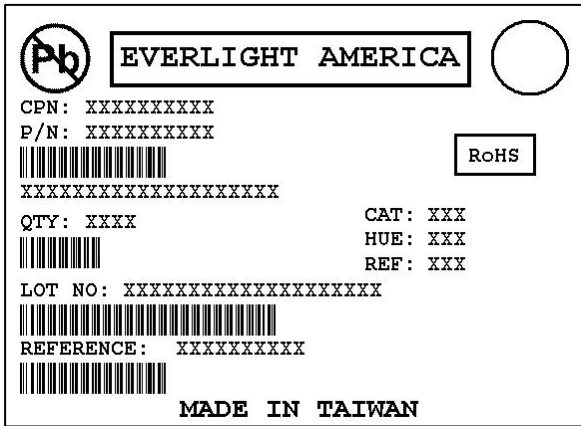 Pb
EVERLIGHT AMERICA
CPN: XXXXXXXXXX
P/N: XXXXXXXXXX
RoHS
XXXXXXXXXXXXXXXXXXXX
QTY: XXXX
CAT: XXX
HUE: XXX
REF: XXX
LOT NO: XXXXXXXXXXXXXXXXXXXX
REFERENCE: XXXXXXXXXX
MADE IN TAIWAN